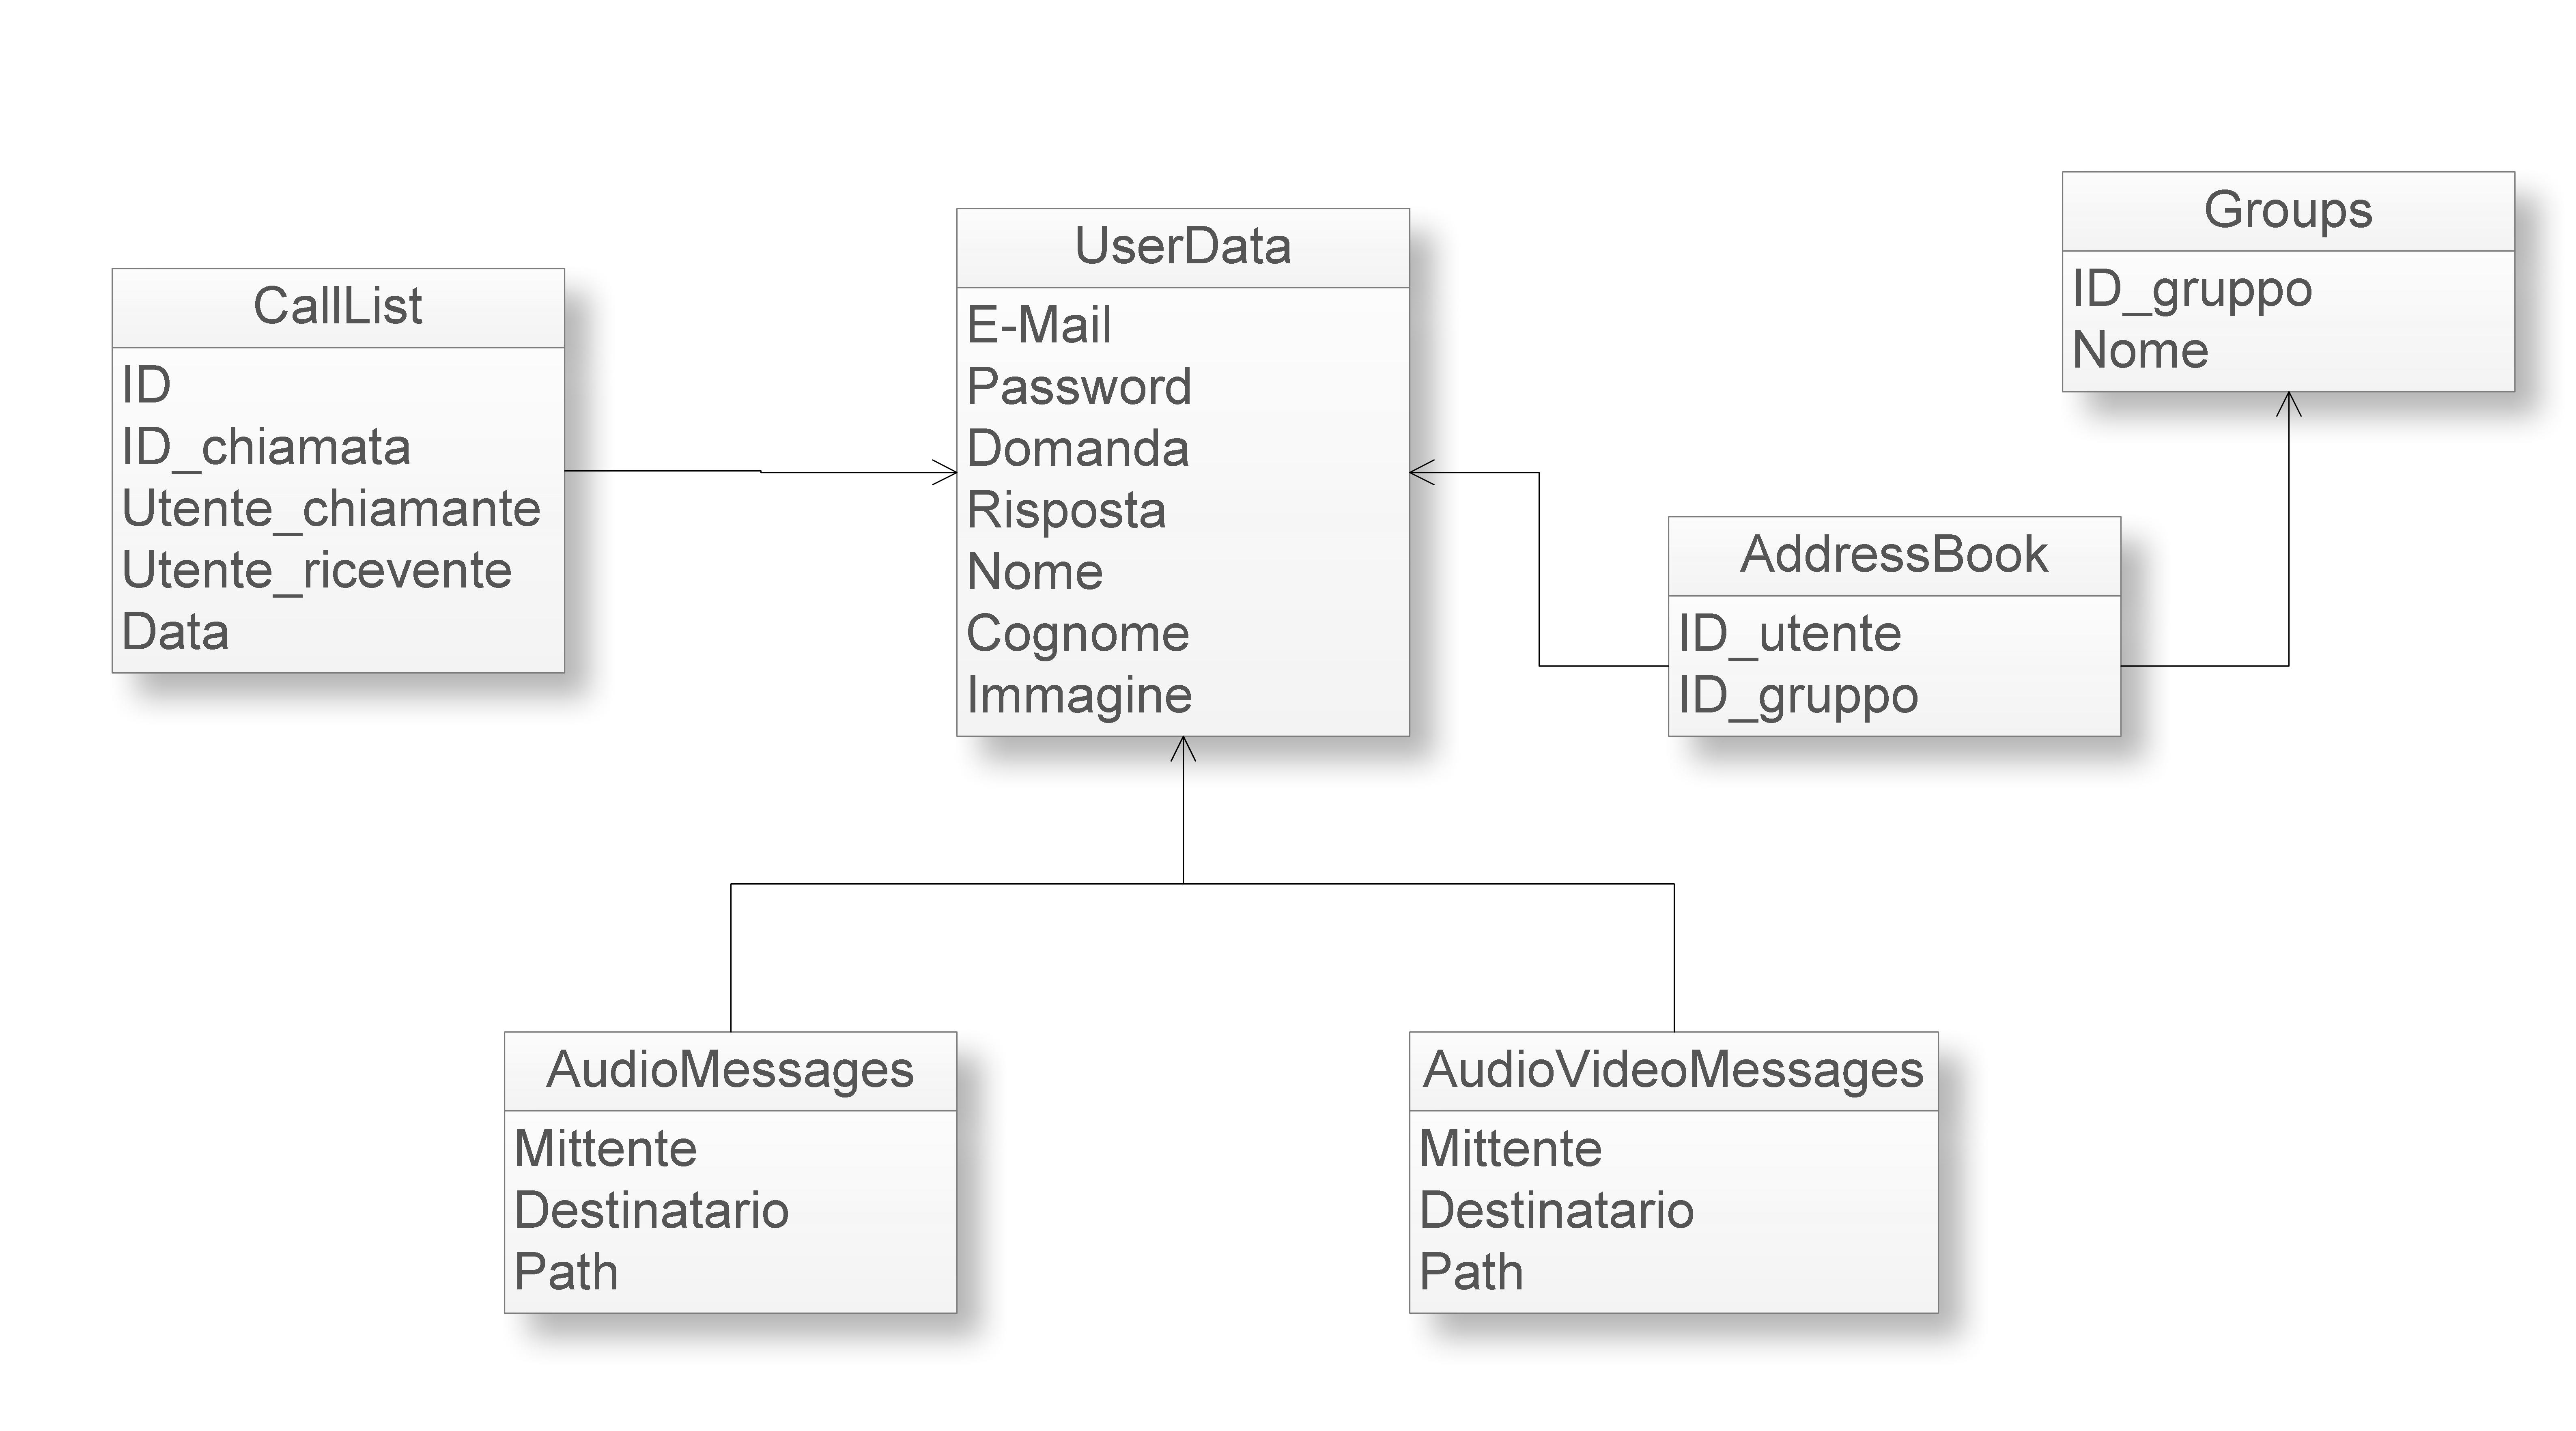 CallList
ID
ID_chiamata
Utente_chiamante
Utente_ricevente
Data
UserData
E-Mail
Password
Domanda
Risposta
Nome
Cognome
Immagine
Groups
ID_gruppo
Nome
AddressBook
ID_utente
ID_gruppo
AudioMessages
Mittente
Destinatario
Path
AudioVideoMessages
Mittente
Destinatario
Path